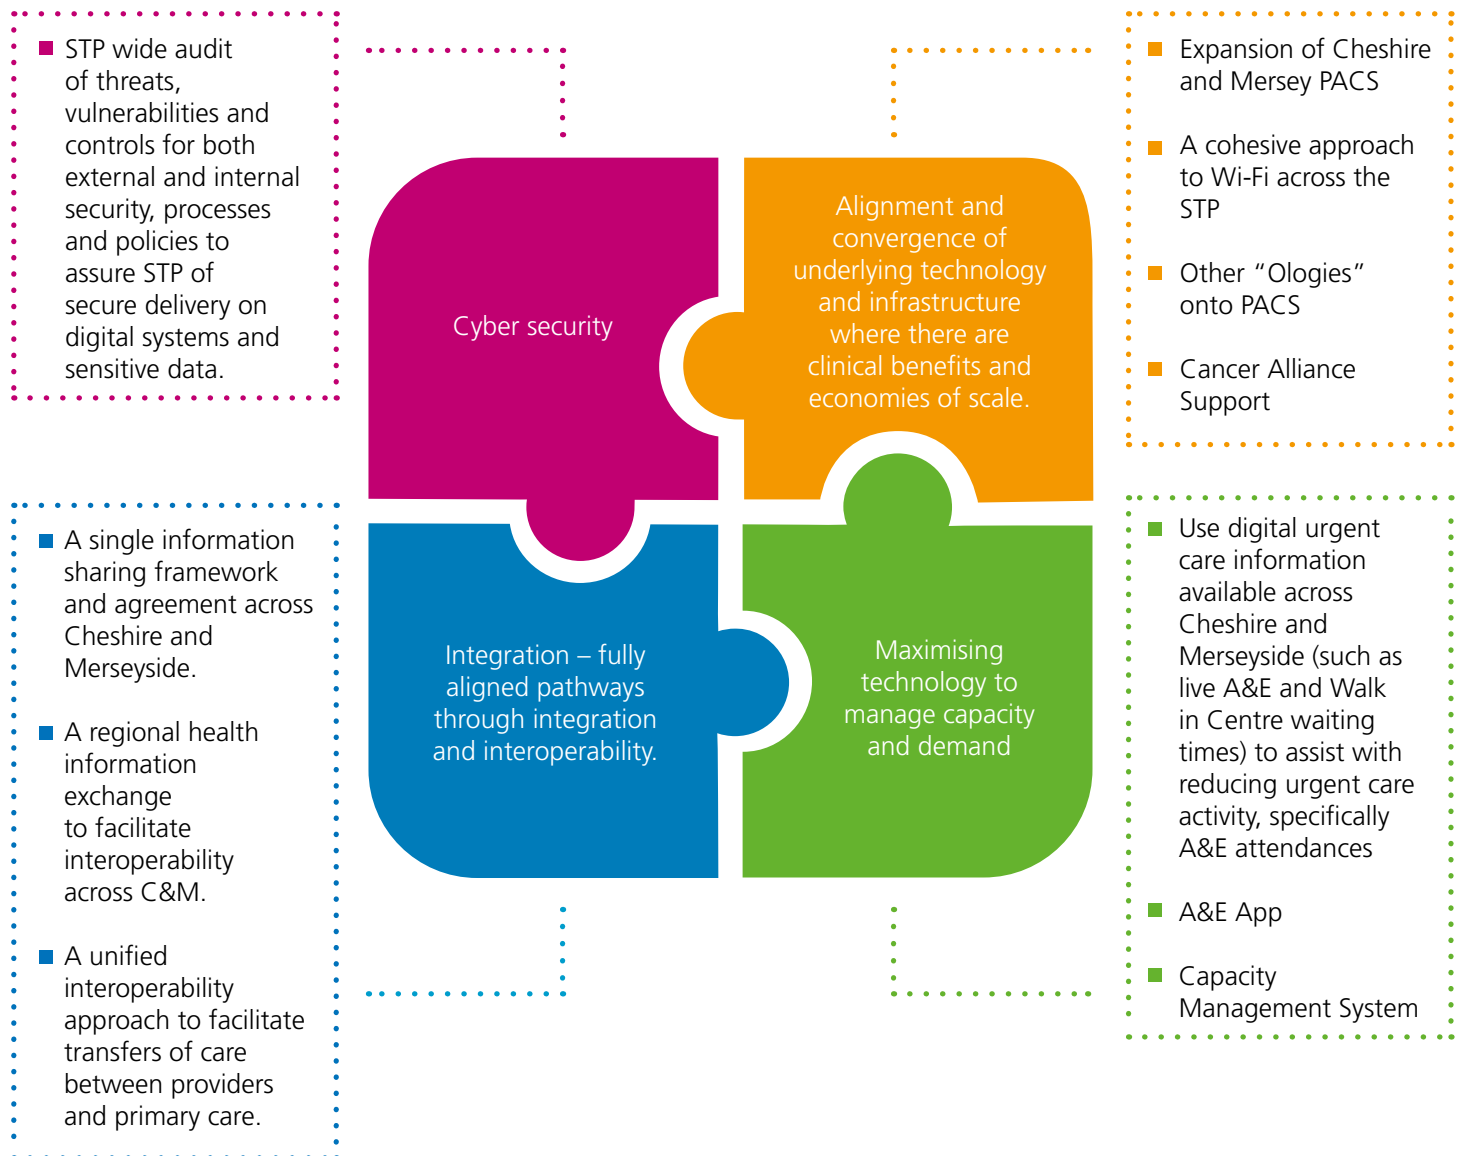 STP wide audit
of threats,
vulnerabilities and
controls for both
external and internal
security, processes
and policies to
assure STP of
secure delivery on
digital systems and
sensitive data.
Cyber security
Alignment and
convergence of
underlying technology
and infrastructure
where there are
clinical benefits and
economies of scale.
Expansion of Cheshire
and Mersey PACS
A cohesive approach
to Wi-Fi across the
STP
Other “Ologies”
onto PACS
Cancer Alliance
Support
A single information
sharing framework
and agreement across
Cheshire and
Merseyside.
A regional health
information
exchange
to facilitate
interoperability
across C&M.
A unified
interoperability
approach to facilitate
transfers of care
between providers
and primary care.
Integration – fully
aligned pathways
through integration
and interoperability.
Maximising
technology to
manage capacity
and demand
Use digital urgent
care information
available across
Cheshire and
Merseyside (such as
live A&E and Walk
in Centre waiting
times) to assist with
reducing urgent care
activity, specifically
A&E attendances
A&E App
Capacity
Management System